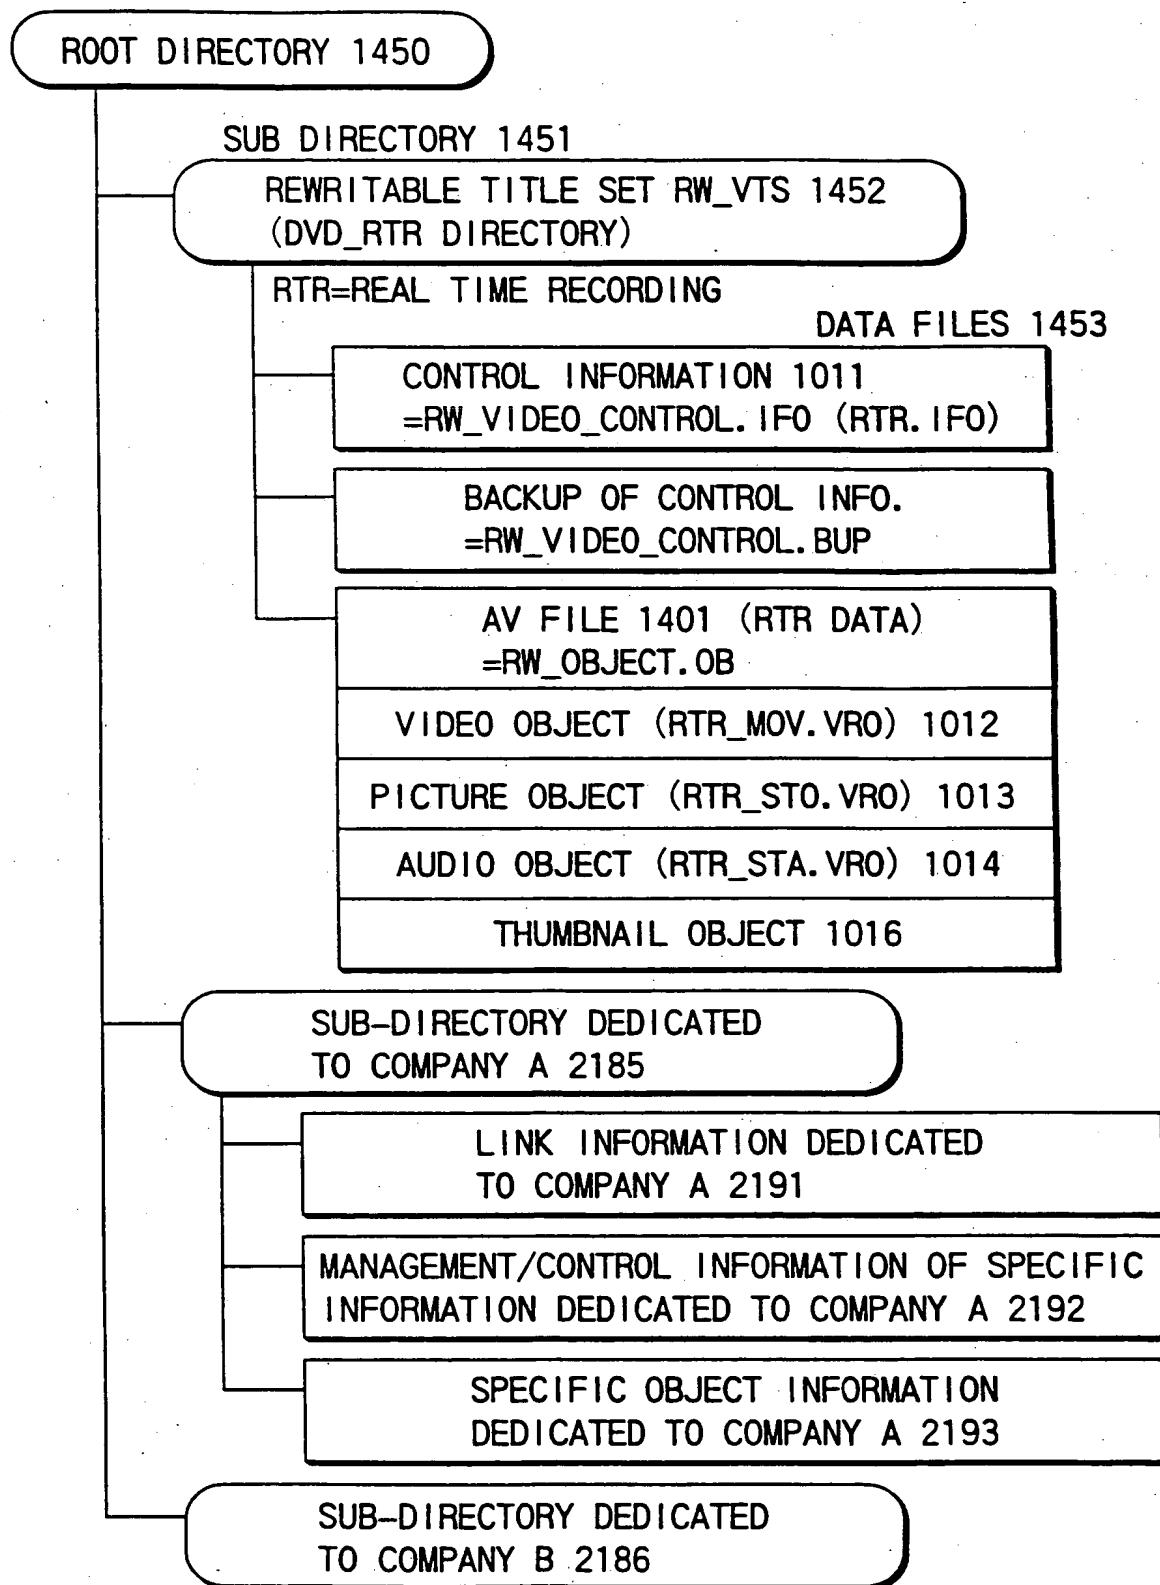 ROOT DIRECTORY 1450
SUB DIRECTORY 1451
REWRITABLE TITLE SET RW_VTS 1452
(DVD_RTR DIRECTORY)
RTR=REAL TIME RECORDING
DATA FILES 1453
CONTROL INFORMATION 1011
=RW_VIDEO_CONTROL.IFO (RTR.IFO)
BACKUP OF CONTROL INFO.
=RW_VIDEO_CONTROL.BUP
AV FILE 1401 (RTR DATA)
=RW_OBJECT.OB
VIDEO OBJECT (RTR_MOV.VRO) 1012
PICTURE OBJECT (RTR_STO.VRO) 1013
AUDIO OBJECT (RTR_STA.VRO) 1014
THUMBNAIL OBJECT 1016
SUB-DIRECTORY DEDICATED
TO COMPANY A 2185
LINK INFORMATION DEDICATED
TO COMPANY A 2191
MANAGEMENT/CONTROL INFORMATION OF SPECIFIC
INFORMATION DEDICATED TO COMPANY A 2192
SPECIFIC OBJECT INFORMATION
DEDICATED TO COMPANY A 2193
SUB-DIRECTORY DEDICATED
TO COMPANY B 2186